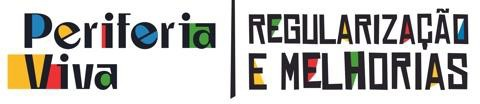 Periferia
Viva
REGULARIZAÇÃO
E MELHORIAS